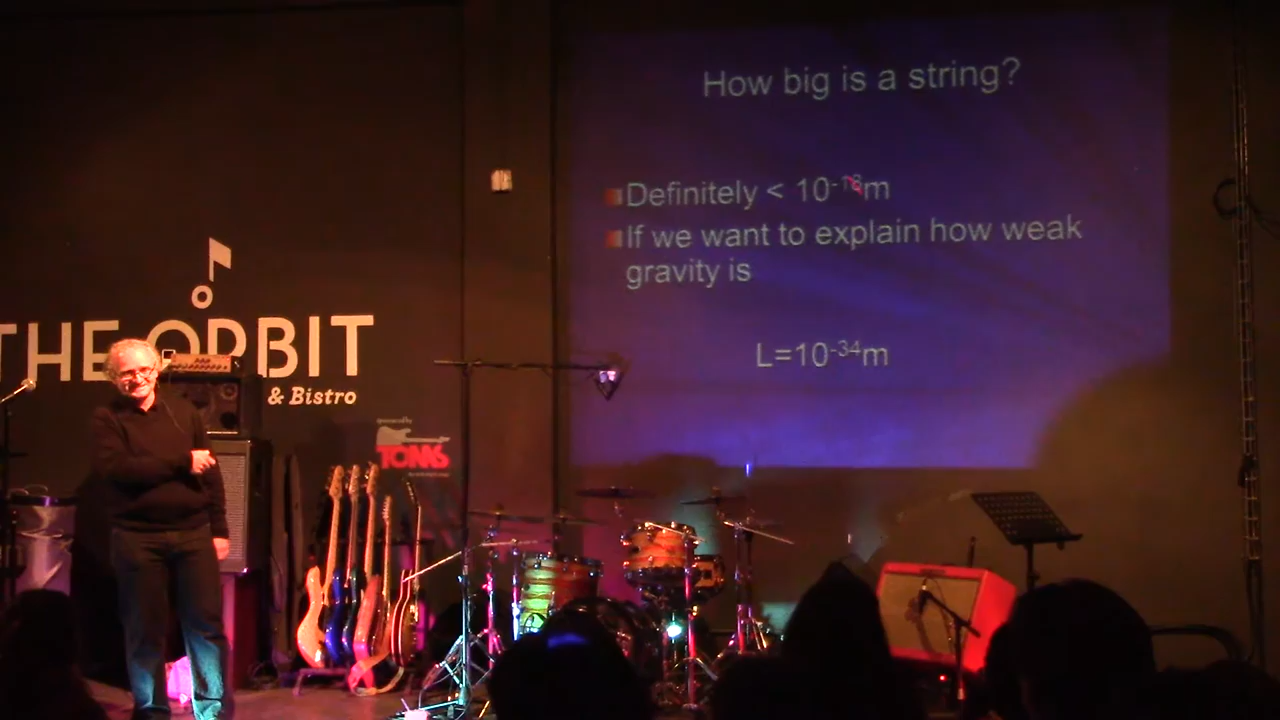 How big is a string?
Definitely < 10⁻¹⁸m
If we want to explain how weak
gravity is
L=10⁻³⁴m
THE ORBIT
& Bistro
TOMS